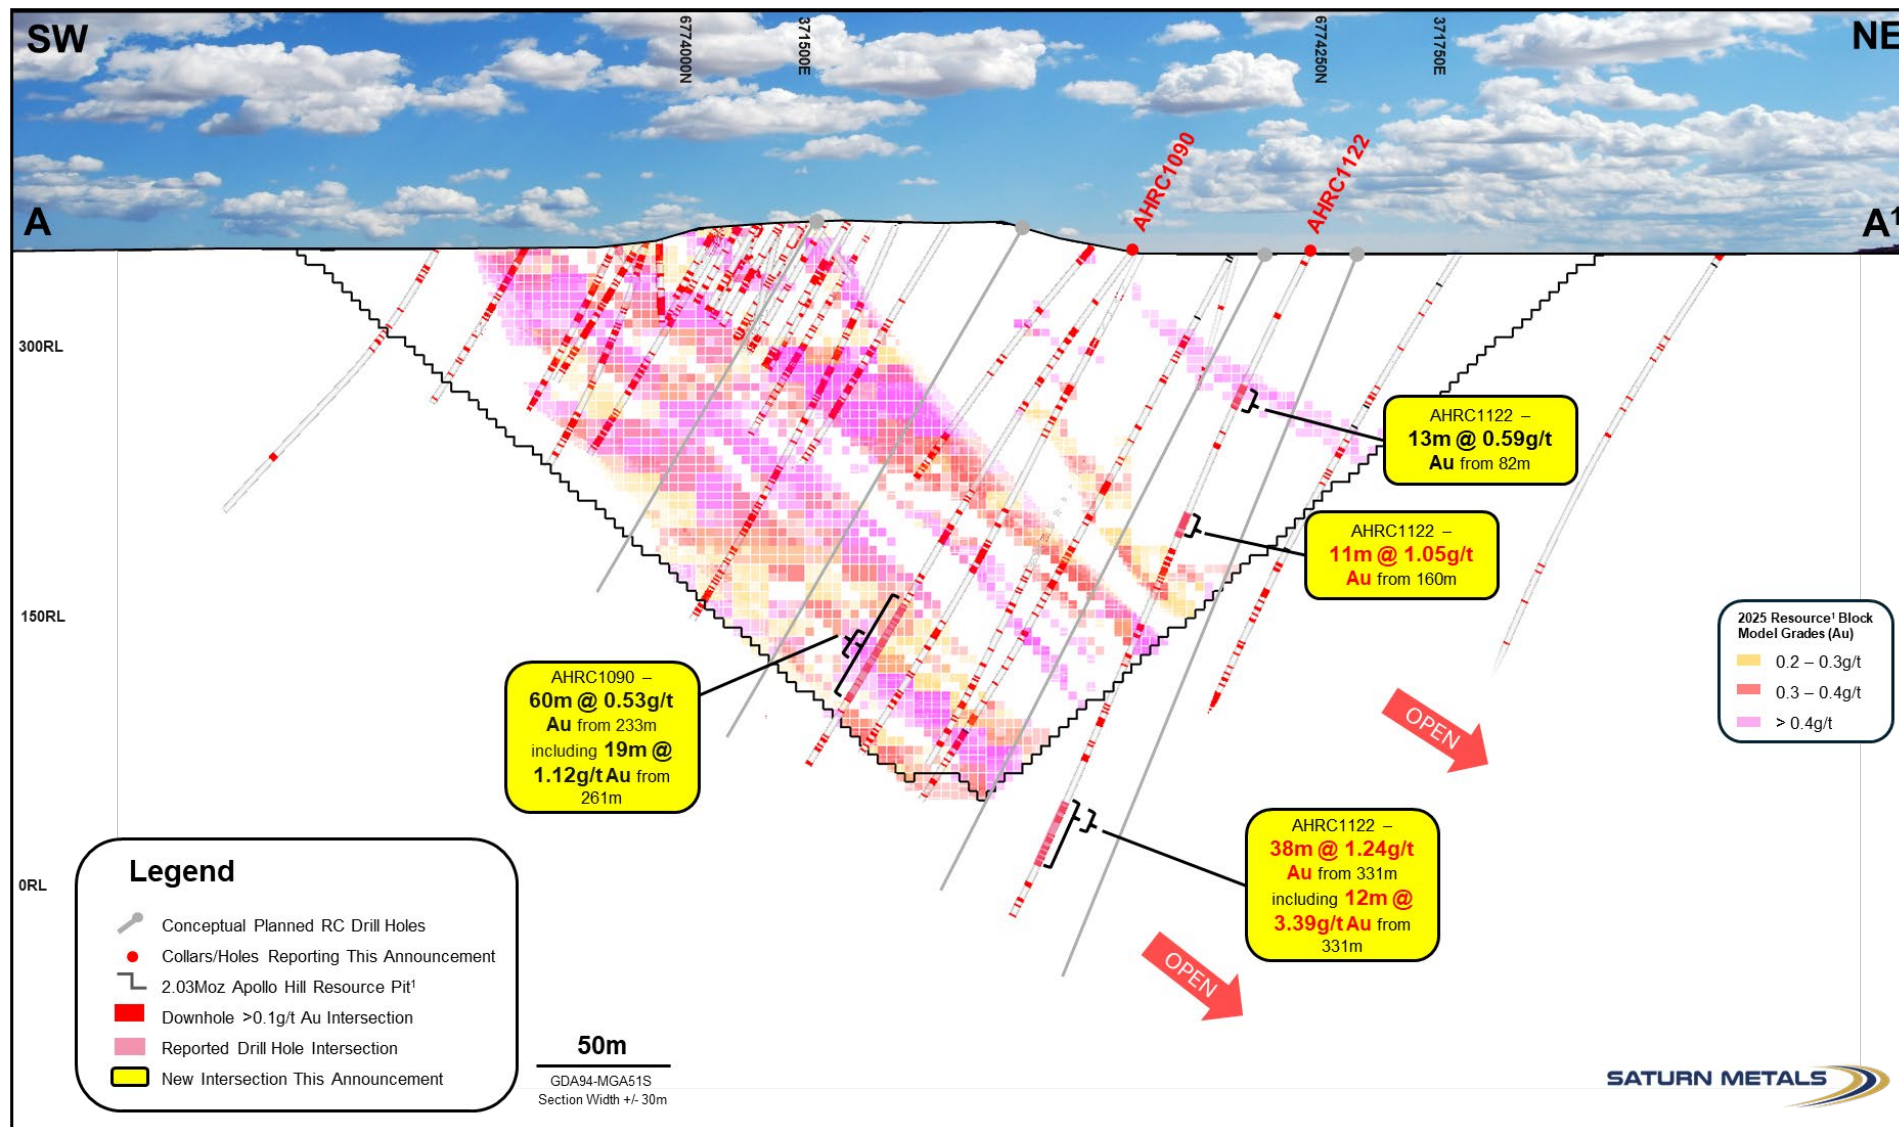 SW
NE
6774000N
371500E
6774250N
371750E
AHRC1090
AHRC1122
A
A¹
300RL
150RL
0RL
AHRC1122 –
13m @ 0.59g/t
Au from 82m
AHRC1122 –
11m @ 1.05g/t
Au from 160m
AHRC1090 –
60m @ 0.53g/t
Au from 233m
including 19m @
1.12g/t Au from
261m
AHRC1122 –
38m @ 1.24g/t
Au from 331m
including 12m @
3.39g/t Au from
331m
OPEN
OPEN
2025 Resource¹ Block
Model Grades (Au)
0.2 – 0.3g/t
0.3 – 0.4g/t
> 0.4g/t
Legend
Conceptual Planned RC Drill Holes
Collars/Holes Reporting This Announcement
2.03Moz Apollo Hill Resource Pit¹
Downhole >0.1g/t Au Intersection
Reported Drill Hole Intersection
New Intersection This Announcement
50m
GDA94-MGA51S
Section Width +/- 30m
SATURN METALS